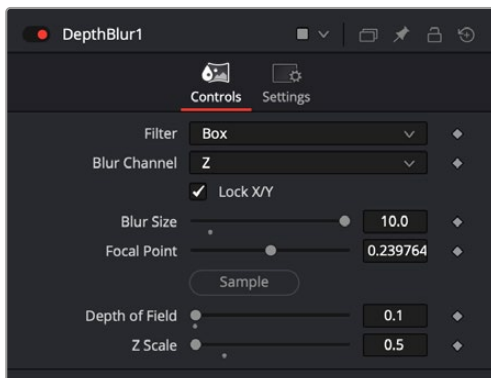 DepthBlur1
Controls Settings
Filter Box
Blur Channel Z
Lock X/Y
Blur Size 10.0
Focal Point 0.239764
Sample
Depth of Field 0.1
Z Scale 0.5